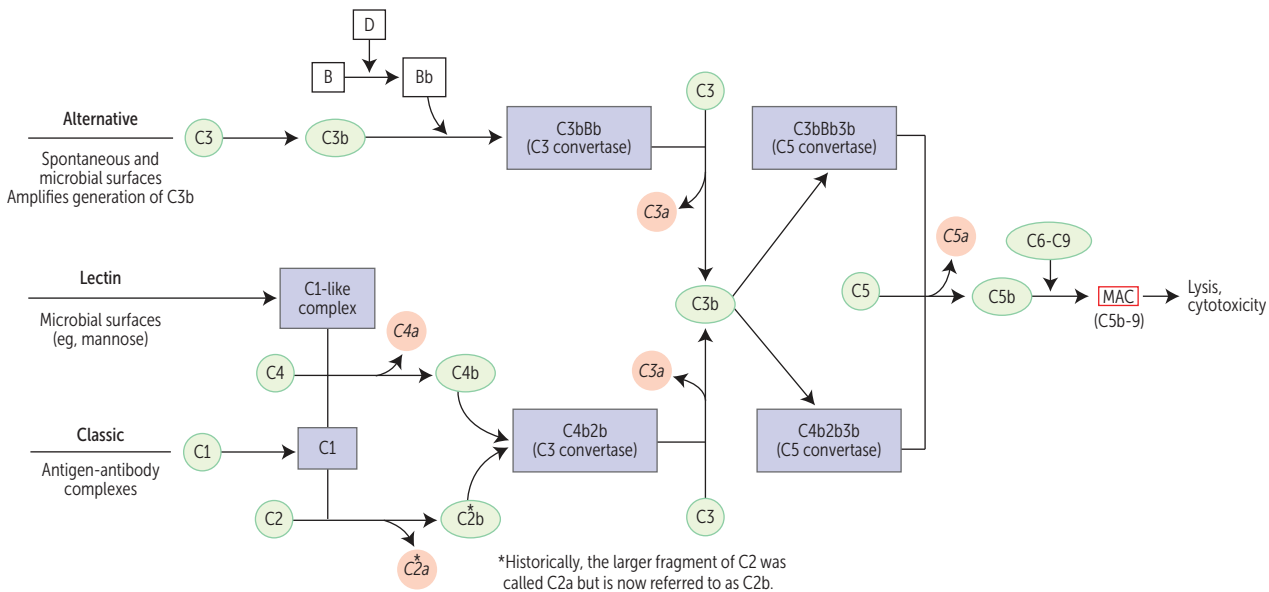 D
B
Bb
Alternative
C3
C3b
C3bBb
(C3 convertase)
C3
C3bBb3b
(C5 convertase)
Spontaneous and
microbial surfaces
Amplifies generation of C3b
C3a
C5a
C6-C9
Lectin
C1-like
complex
Microbial surfaces
(eg, mannose)
C3b
C5
C5b
MAC
(C5b-9)
Lysis,
cytotoxicity
C4a
C4
C4b
C3a
Classic
C1
C1
C4b2b
(C3 convertase)
C4b2b3b
(C5 convertase)
Antigen-antibody
complexes
C2
C2b
*
C3
C2a
*
*Historically, the larger fragment of C2 was
called C2a but is now referred to as C2b.